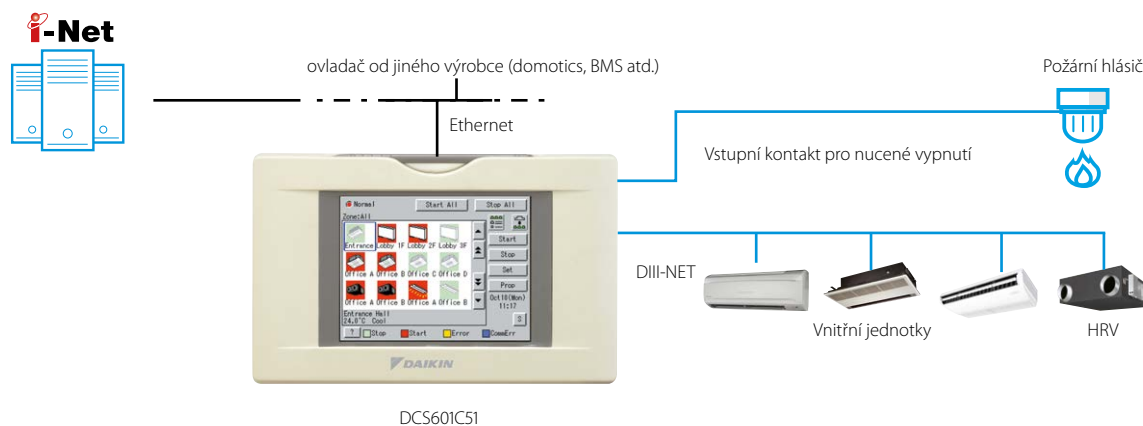 i-Net
ovladač od jiného výrobce (domotics, BMS atd.)
Požární hlásič
Ethernet
Vstupní kontakt pro nucené vypnutí
Normal Start All Stop All
Zone:All
Entrance Lobby 1F Lobby 2F Lobby 3F
Start
Stop
Office A Office B Office C Office D
Set
Prop
Office A Office B Office A Office B
Oct10(Mon)
11:17
Entrance Hall
24.0°C Cool
S
? Stop Start Error CommErr
DAIKIN
DIII-NET
Vnitřní jednotky
HRV
DCS601C51